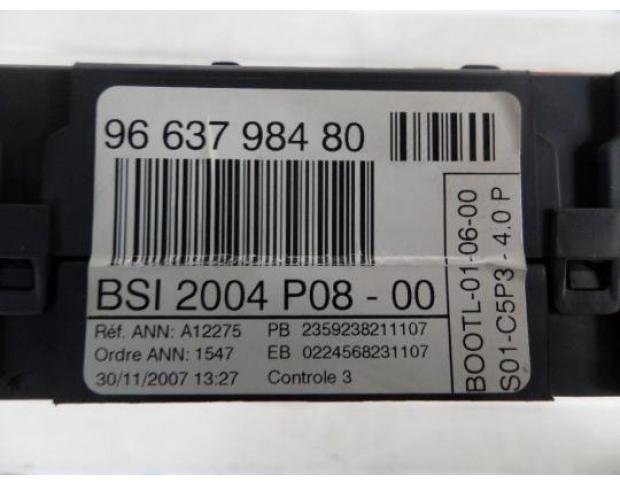 96 637 984 80
BSI 2004 P08 - 00
Réf. ANN: A12275 PB 2359238211107
Ordre ANN: 1547 EB 0224568231107
30/11/2007 13:27 Controle 3
BOOTL-01-06-00
S01-C5P3 - 4.0 P